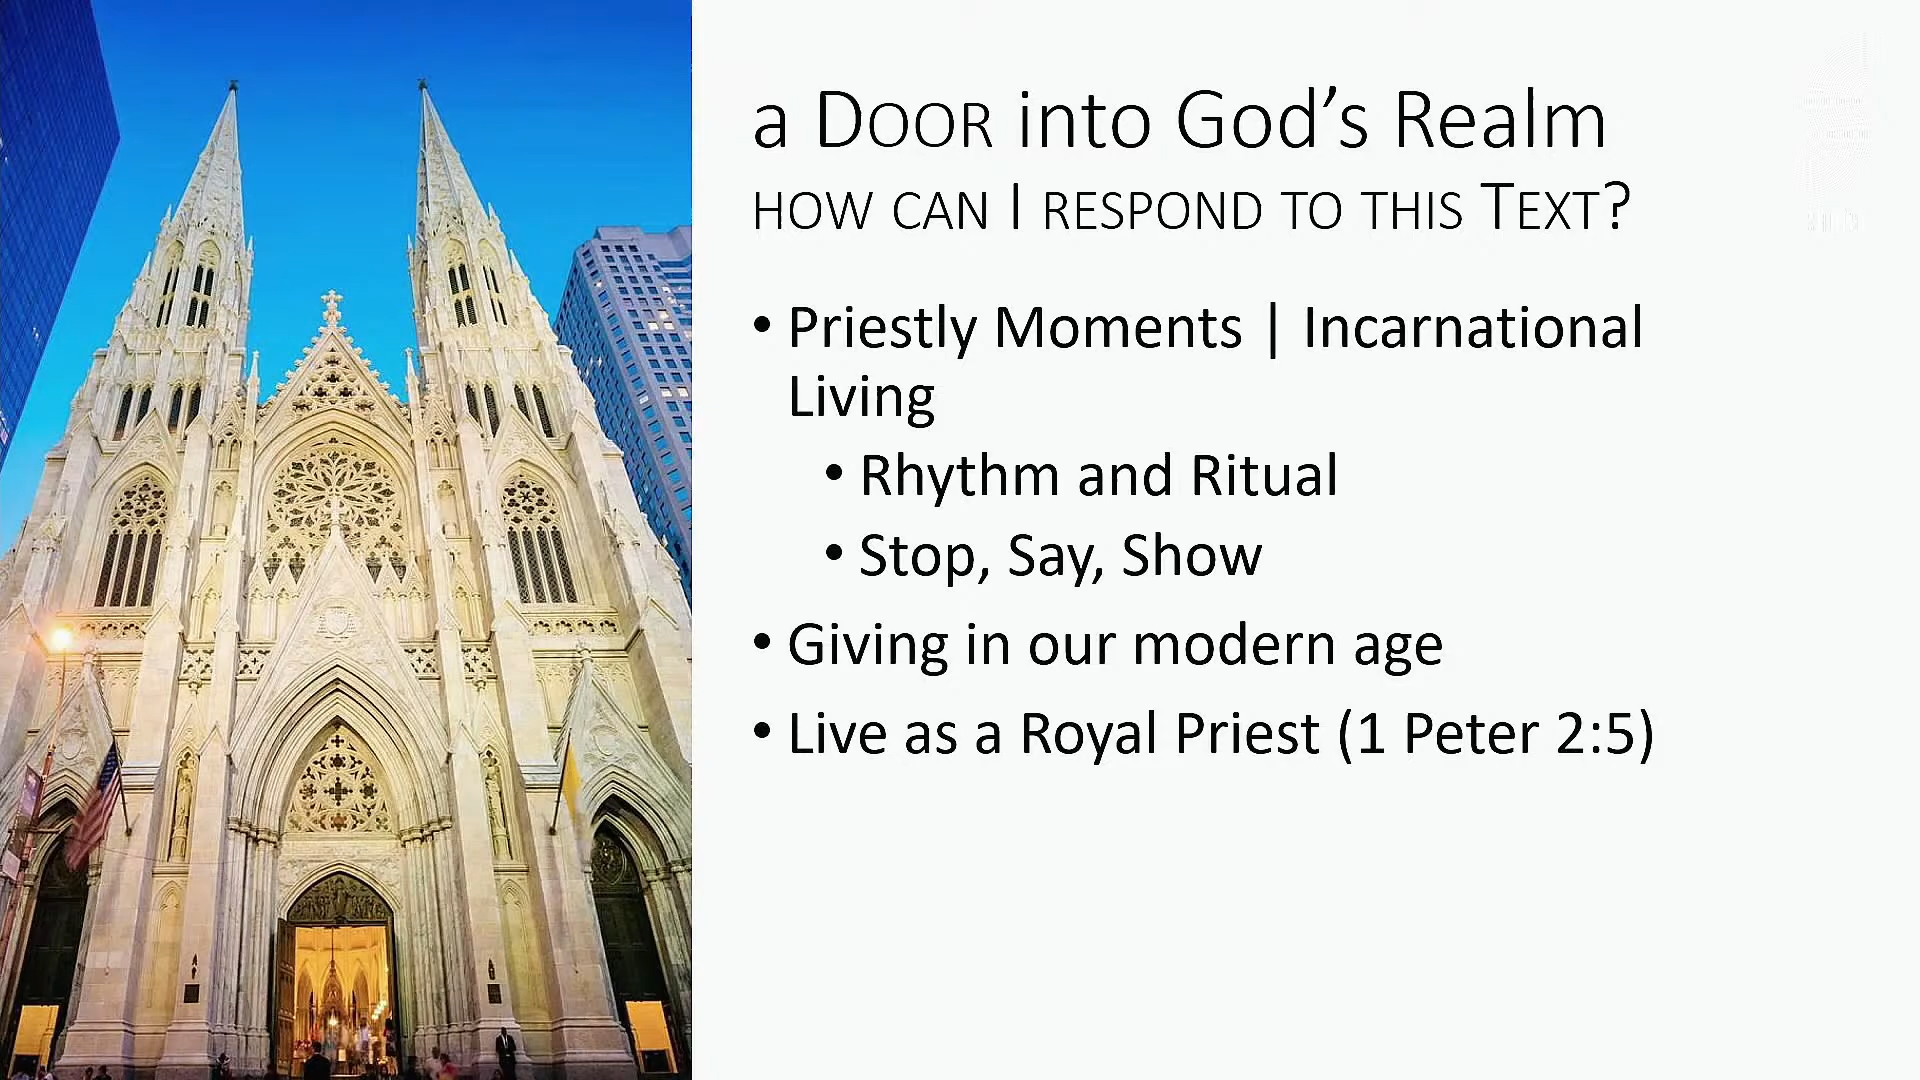 a Door into God's Realm
how can I respond to this Text?
• Priestly Moments | Incarnational
Living
• Rhythm and Ritual
• Stop, Say, Show
• Giving in our modern age
• Live as a Royal Priest (1 Peter 2:5)